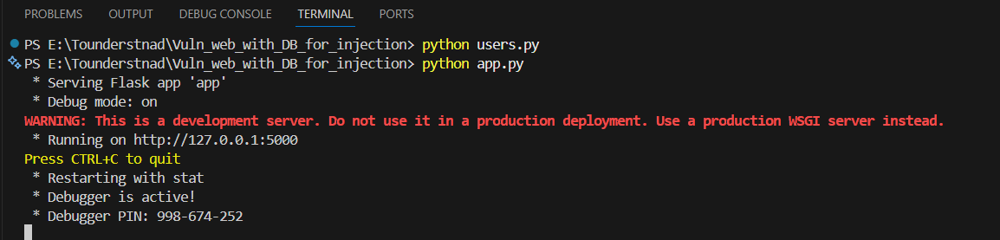 PROBLEMS OUTPUT DEBUG CONSOLE TERMINAL PORTS
PS E:\Tounderstnad\Vuln_web_with_DB_for_injection> python users.py
PS E:\Tounderstnad\Vuln_web_with_DB_for_injection> python app.py
* Serving Flask app 'app'
* Debug mode: on
WARNING: This is a development server. Do not use it in a production deployment. Use a production WSGI server instead.
* Running on http://127.0.0.1:5000
Press CTRL+C to quit
* Restarting with stat
* Debugger is active!
* Debugger PIN: 998-674-252